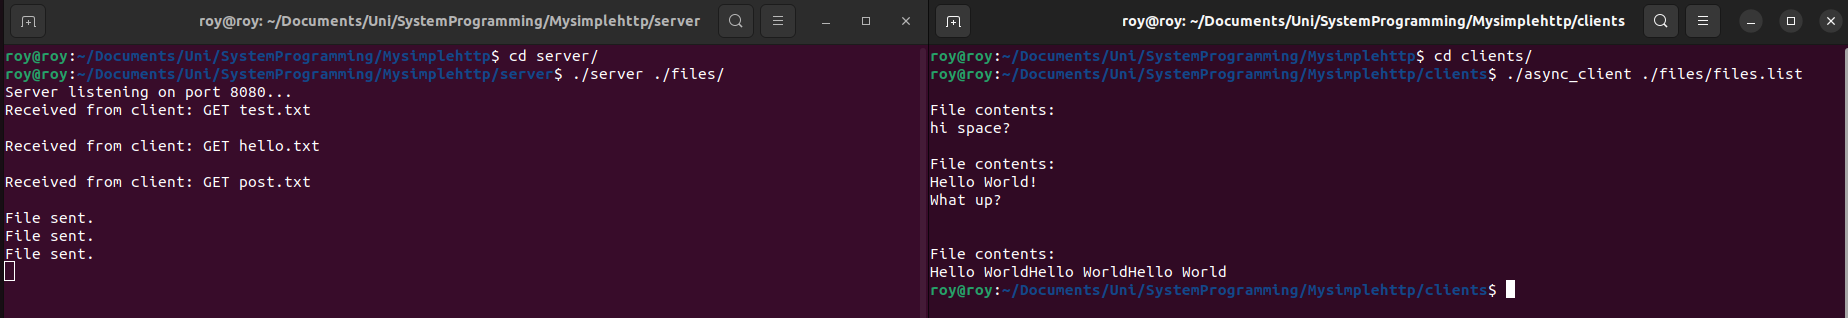 roy@roy: ~/Documents/Uni/SystemProgramming/Mysimplehttp/server
roy@roy:~/Documents/Uni/SystemProgramming/Mysimplehttp$ cd server/
roy@roy:~/Documents/Uni/SystemProgramming/Mysimplehttp/server$ ./server ./files/
Server listening on port 8080...
Received from client: GET test.txt
Received from client: GET hello.txt
Received from client: GET post.txt
File sent.
File sent.
File sent.
roy@roy: ~/Documents/Uni/SystemProgramming/Mysimplehttp/clients
roy@roy:~/Documents/Uni/SystemProgramming/Mysimplehttp$ cd clients/
roy@roy:~/Documents/Uni/SystemProgramming/Mysimplehttp/clients$ ./async_client ./files/files.list
File contents:
hi space?
File contents:
Hello World!
What up?
File contents:
Hello WorldHello WorldHello World
roy@roy:~/Documents/Uni/SystemProgramming/Mysimplehttp/clients$